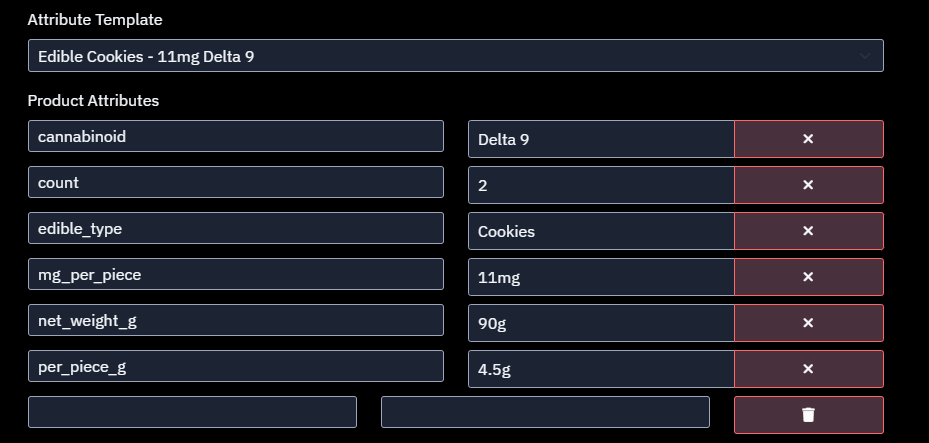 Attribute Template
Edible Cookies - 11mg Delta 9
Product Attributes
cannabinoid Delta 9
count 2
edible_type Cookies
mg_per_piece 11mg
net_weight_g 90g
per_piece_g 4.5g